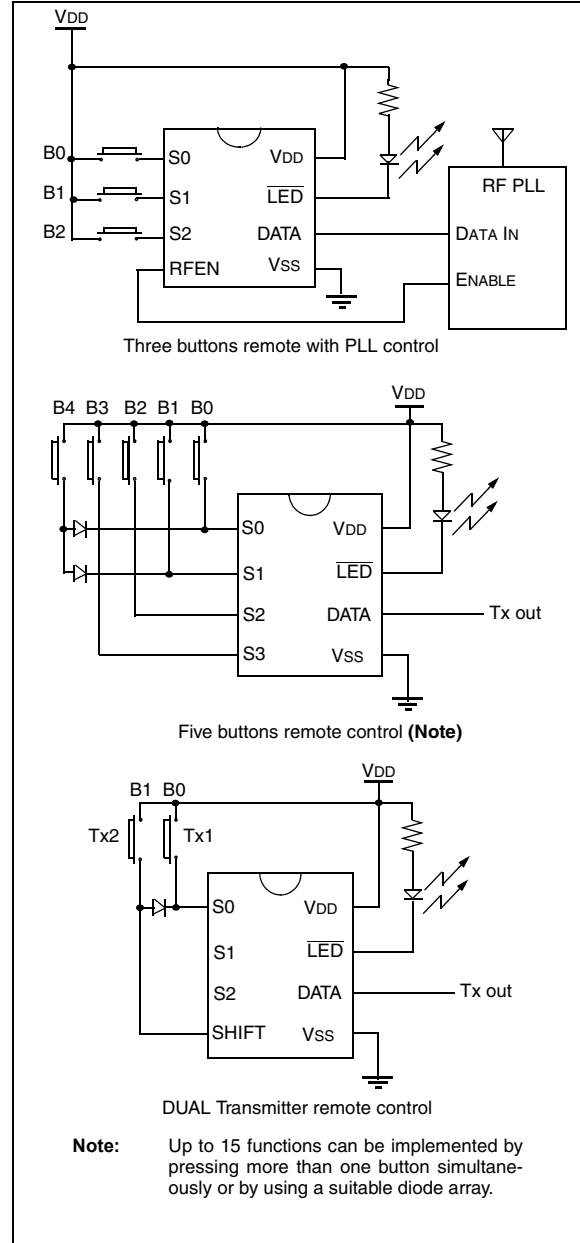 VDD
B0
B1
B2
S0
S1
S2
RFEN
VDD
LED
DATA
VSS
RF PLL
DATA IN
ENABLE
Three buttons remote with PLL control
B4 B3 B2 B1 B0
VDD
S0
S1
S2
S3
VDD
LED
DATA
VSS
Tx out
Five buttons remote control (Note)
VDD
B1 B0
Tx2
Tx1
S0
S1
S2
SHIFT
VDD
LED
DATA
VSS
Tx out
DUAL Transmitter remote control
Note: Up to 15 functions can be implemented by
pressing more than one button simultane-
ously or by using a suitable diode array.